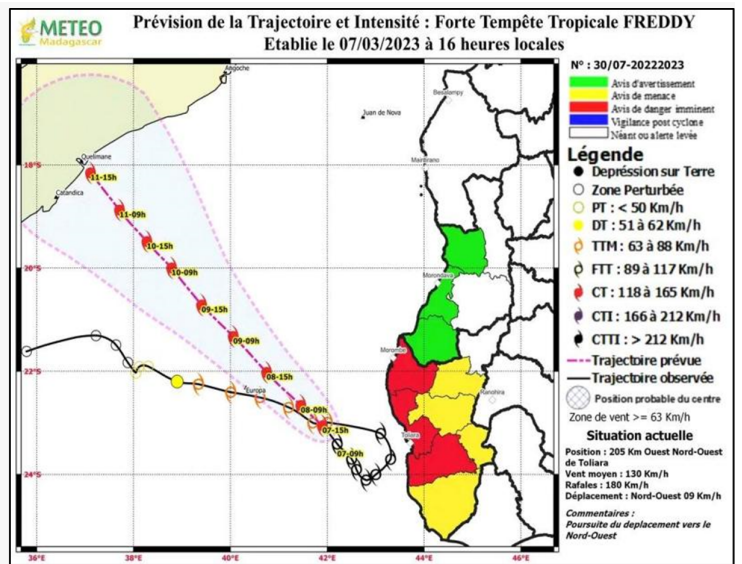 METEO
Madagascar
Prévision de la Trajectoire et Intensité : Forte Tempête Tropicale FREDDY
Etablie le 07/03/2023 à 16 heures locales
N° : 30/07-20222023
Avis d'avertissement
Avis de menace
Avis de danger imminent
Vigilance post cyclone
Néant ou alerte levée
Légende
Depréssion sur Terre
Zone Perturbée
PT : < 50 Km/h
DT : 51 à 62 Km/h
TTM : 63 à 88 Km/h
FTT : 89 à 117 Km/h
CT : 118 à 165 Km/h
CTI : 166 à 212 Km/h
CTTI : > 212 Km/h
Trajectoire prévue
Trajectoire observée
Position probable du centre
Zone de vent >= 63 Km/h
Situation actuelle
Position : 205 Km Ouest Nord-Ouest
de Toliara
Vent moyen : 130 Km/h
Rafales : 180 Km/h
Déplacement : Nord-Ouest 09 Km/h
Commentaires :
Poursuite du deplacement vers le
Nord-Ouest
Angoche
Besalampy
Juan de Nova
Quelimane
Maintirano
18°S
11-15h
Catandica
11-09h
10-15h
20°S
10-09h
Morondava
09-15h
09-09h
Morombe
22°S
08-15h
Europa
Ranohira
08-09h
07-15h
Toliara
07-09h
24°S
36°E
38°E
40°E
42°E
44°E
46°E